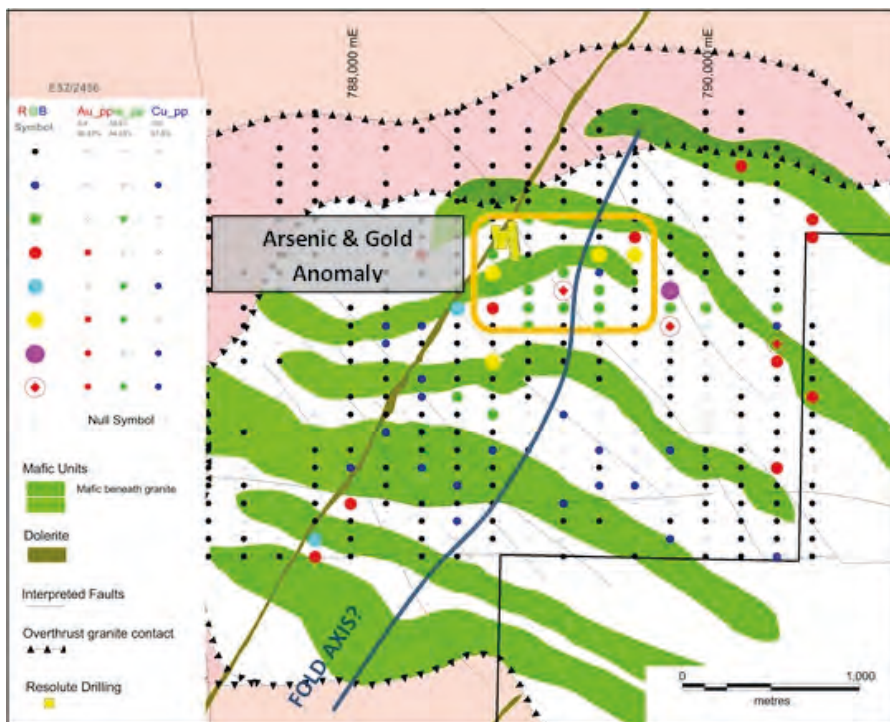 E52/2456
R G B
Symbol
Au_pp
Cu_pp
Null Symbol
Mafic Units
Mafic beneath granite
Dolerite
Interpreted Faults
Overthrust granite contact
Resolute Drilling
788,000 mE
790,000 mE
Arsenic & Gold
Anomaly
FOLD AXIS?
0
1,000
metres